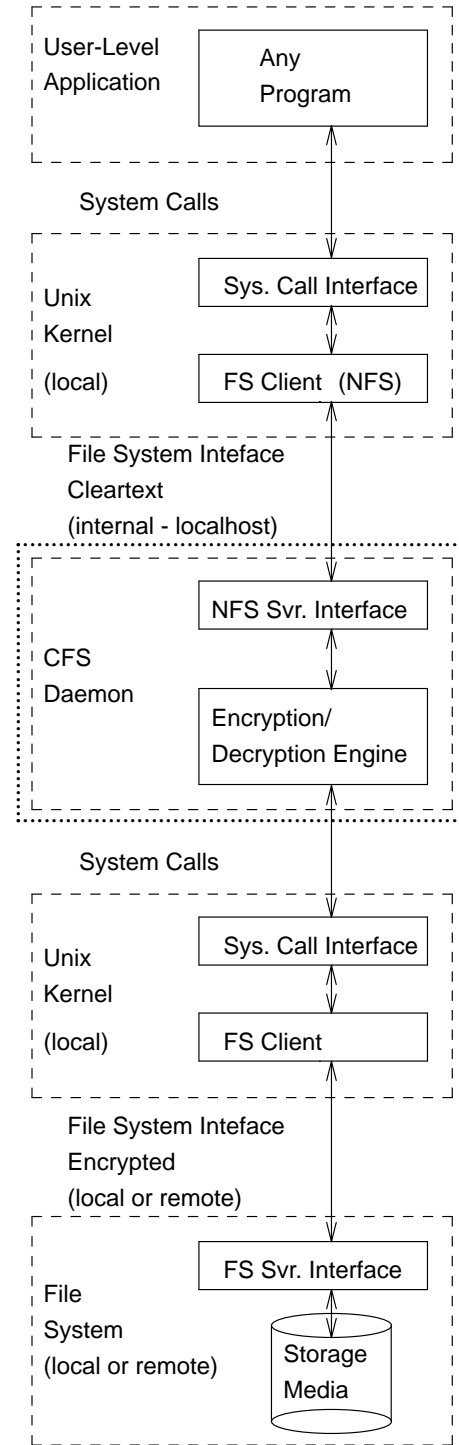 User-Level
Application
Any
Program
System Calls
Unix
Kernel
(local)
Sys. Call Interface
FS Client (NFS)
File System Inteface
Cleartext
(internal - localhost)
CFS
Daemon
NFS Svr. Interface
Encryption/
Decryption Engine
System Calls
Unix
Kernel
(local)
Sys. Call Interface
FS Client
File System Inteface
Encrypted
(local or remote)
File
System
(local or remote)
FS Svr. Interface
Storage
Media